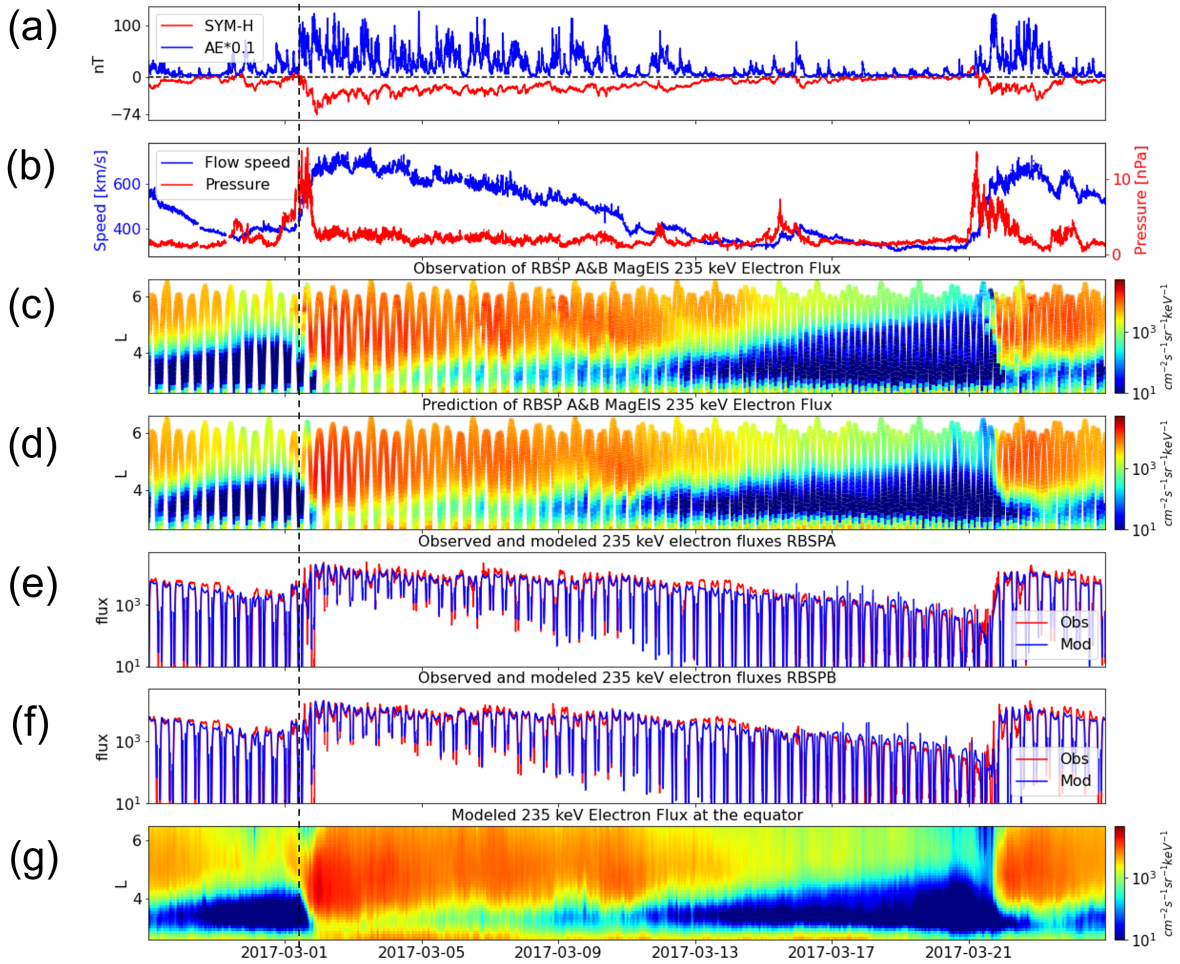 (a)
100
0
−74
nT
SYM-H
AE*0.1
(b)
600
400
Speed [km/s]
Flow speed
Pressure
10
0
Pressure [nPa]
Observation of RBSP A&B MagEIS 235 keV Electron Flux
(c)
6
4
L
10³
10¹
cm⁻²s⁻¹sr⁻¹keV⁻¹
Prediction of RBSP A&B MagEIS 235 keV Electron Flux
(d)
6
4
L
10³
10¹
cm⁻²s⁻¹sr⁻¹keV⁻¹
Observed and modeled 235 keV electron fluxes RBSPA
(e)
10³
10¹
flux
Obs
Mod
Observed and modeled 235 keV electron fluxes RBSPB
(f)
10³
10¹
flux
Obs
Mod
Modeled 235 keV Electron Flux at the equator
(g)
6
4
L
10³
10¹
cm⁻²s⁻¹sr⁻¹keV⁻¹
2017-03-01 2017-03-05 2017-03-09 2017-03-13 2017-03-17 2017-03-21